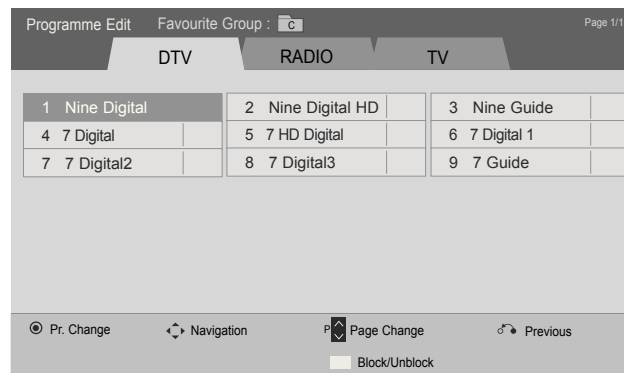 Programme Edit Favourite Group : C Page 1/1
DTV RADIO TV
1 Nine Digital 2 Nine Digital HD 3 Nine Guide
4 7 Digital 5 7 HD Digital 6 7 Digital 1
7 7 Digital2 8 7 Digital3 9 7 Guide
Pr. Change Navigation P Page Change Previous
Block/Unblock